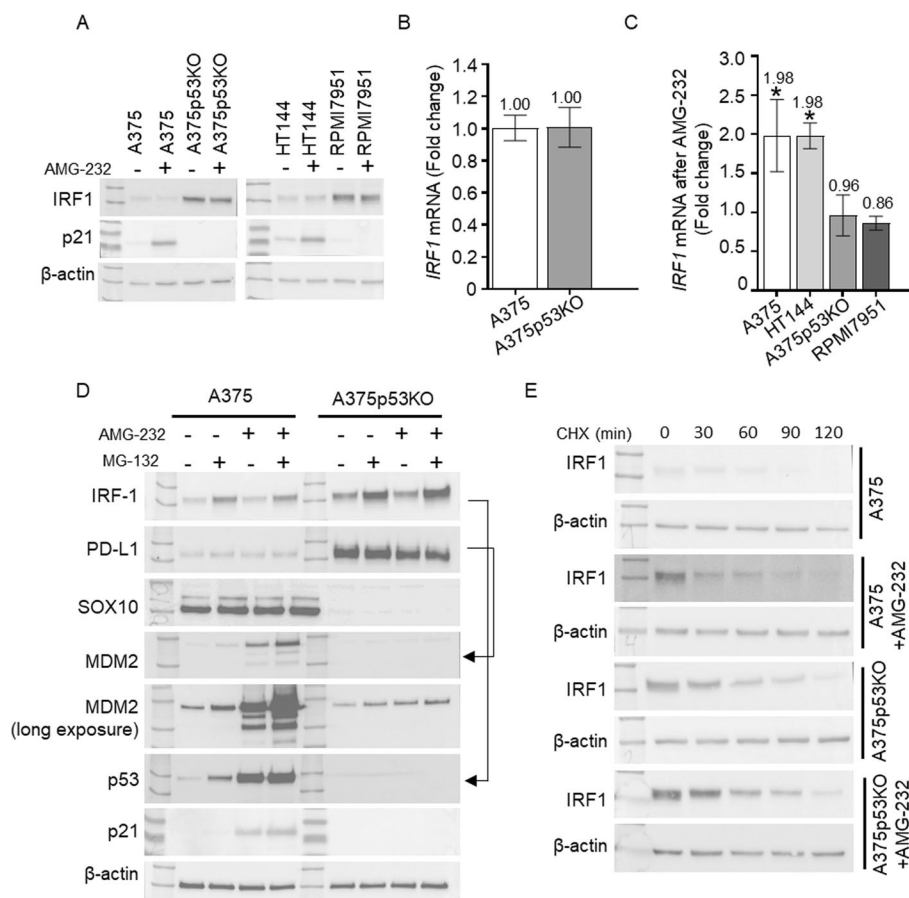 A
A375
A375
A375p53KO
A375p53KO
HT144
HT144
RPMI7951
RPMI7951
AMG-232 - + - + - + - +
IRF1
p21
β-actin
B
IRF1 mRNA (Fold change)
1.4
1.2
1.0
0.8
0.6
0.4
0.2
0
1.00 1.00
A375
A375p53KO
C
IRF1 mRNA after AMG-232
(Fold change)
3.0
2.5
2.0
1.5
1.0
0.5
0.0
1.98 1.98 0.96 0.86
* *
A375
HT144
A375p53KO
RPMI7951
D
A375 A375p53KO
AMG-232 - - + + - - + +
MG-132 - + - + - + - +
IRF-1
PD-L1
SOX10
MDM2
MDM2
(long exposure)
p53
p21
β-actin
E
CHX (min) 0 30 60 90 120
IRF1
β-actin
A375
IRF1
β-actin
A375
+AMG-232
IRF1
β-actin
A375p53KO
IRF1
β-actin
A375p53KO
+AMG-232